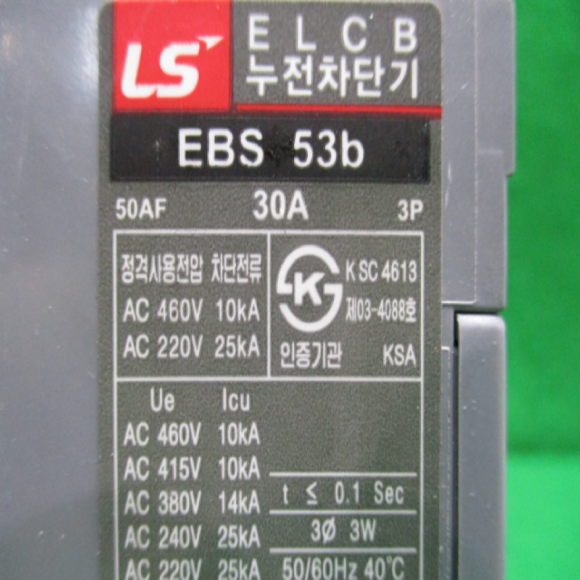 LS
E L C B
누전차단기
EBS 53b
50AF 30A 3P
정격사용전압 차단전류
AC 460V 10kA
AC 220V 25kA
K
K SC 4613
제03-4088호
인증기관 KSA
Ue Icu
AC 460V 10kA
AC 415V 10kA
AC 380V 14kA
AC 240V 25kA
AC 220V 25kA
t ≤ 0.1 Sec
3Ø 3W
50/60Hz 40℃